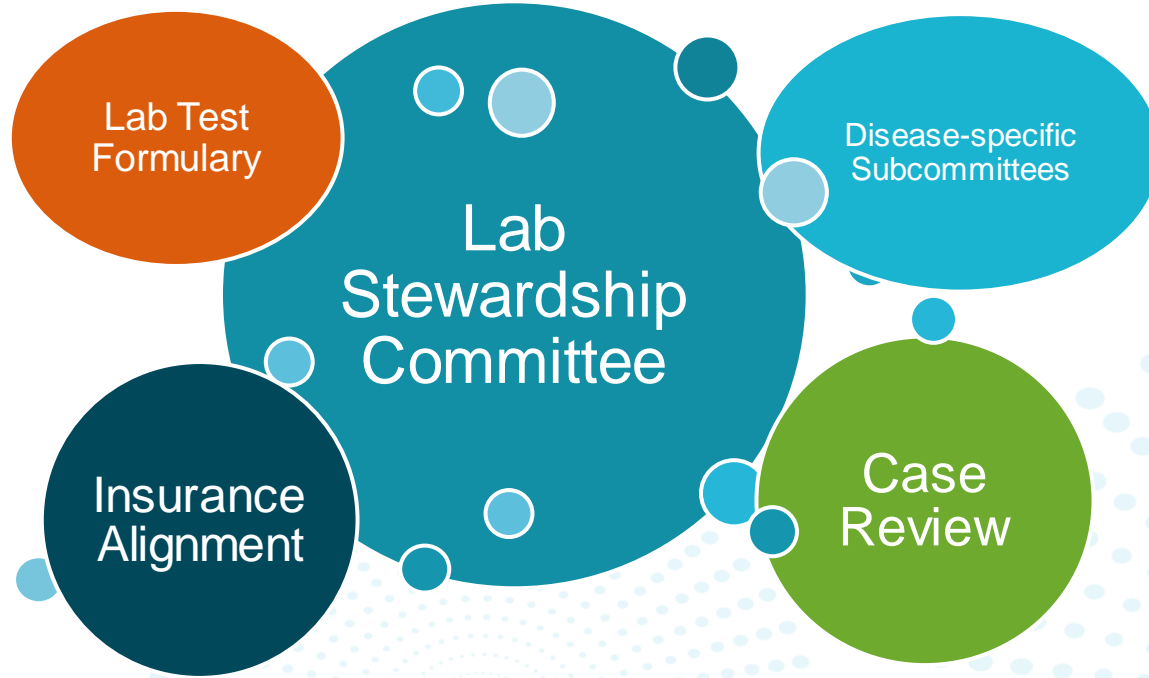 Lab Test
Formulary
Disease-specific
Subcommittees
Lab
Stewardship
Committee
Insurance
Alignment
Case
Review